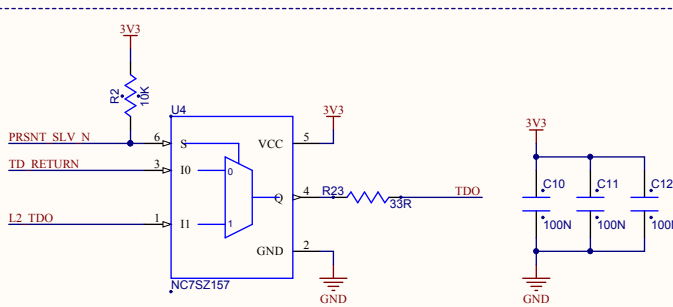 3V3
R2
10K
U4
3V3
3V3
PRSNT_SLV_N
6
S
VCC
5
TD_RETURN
3
I0
0
Q
4
R23
33R
TDO
C10
C11
C12
L2_TDO
1
I1
1
100N
100N
GND
2
NC7SZ157
GND
GND